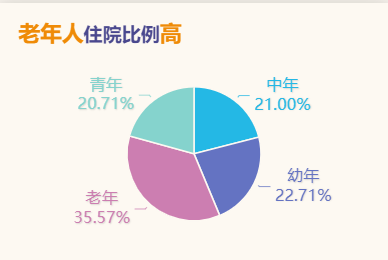 老年人住院比例高
青年
20.71%
中年
21.00%
幼年
22.71%
老年
35.57%